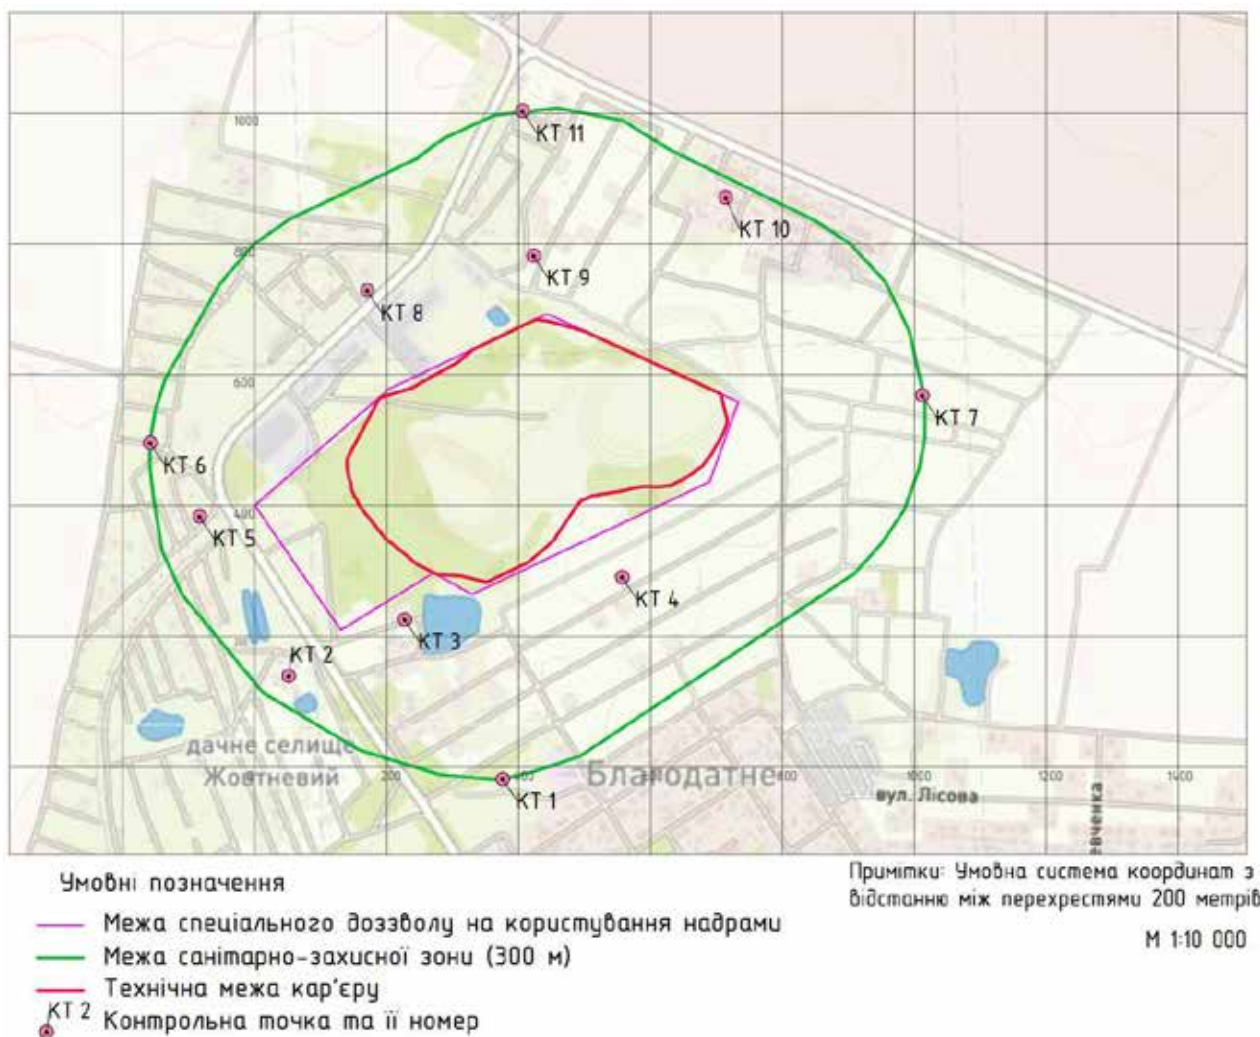 1000
КТ 11
КТ 10
800
КТ 9
КТ 8
600
КТ 7
КТ 6
400
КТ 5
КТ 4
КТ 3
КТ 2
дачне селище
Жовтневий
200
400
Благодатне
800
1000
1200
1400
КТ 1
вул. Лісова
евченка
Умовні позначення
Межа спеціального доззволу на користування надрами
Межа санітарно-захисної зони (300 м)
Технічна межа кар'єру
КТ 2
Контрольна точка та її номер
Примітки: Умовна система координат з
відстанню між перехрестями 200 метрів
М 1:10 000